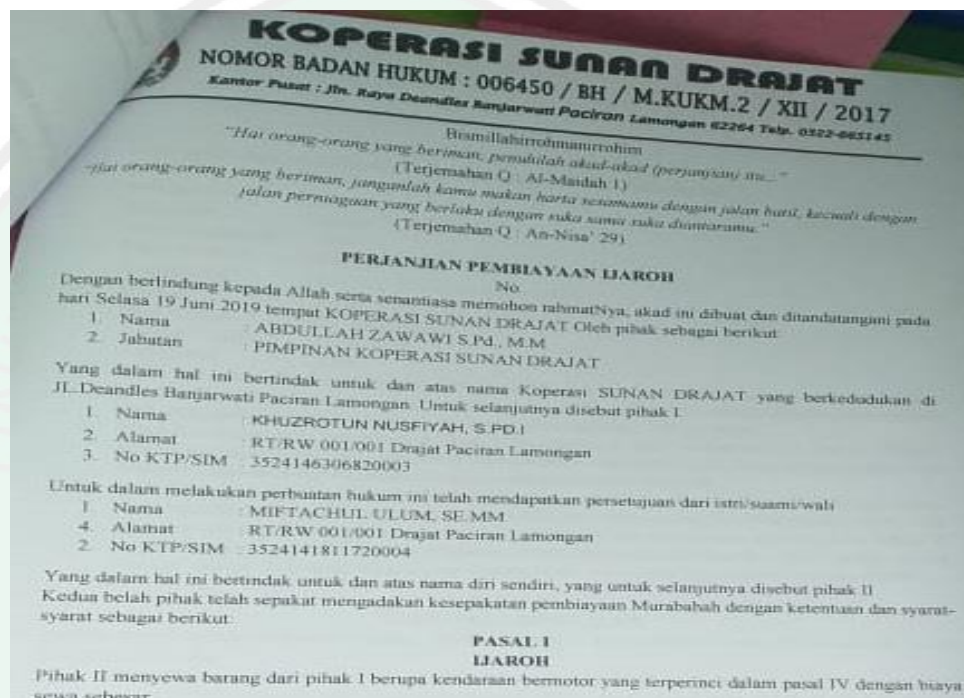 KOPERASI SUNAN DRAJAT
NOMOR BADAN HUKUM : 006450 / BH / M.KUKM.2 / XII / 2017
Kantor Pusat : Jln. Raya Deandles Banjarwati Paciran Lamongan 62264 Telp. 0322-665145
Bismillahirrohmanirrohim
"Hai orang-orang yang beriman, penuhilah akad-akad (perjanjian) itu..."
(Terjemahan Q : Al-Maidah 1)
"Hai orang-orang yang beriman, janganlah kamu makan harta sesamamu dengan jalan batil, kecuali dengan
jalan perniagaan yang berlaku dengan suka sama suka diantaramu."
(Terjemahan Q : An-Nisa' 29)
PERJANJIAN PEMBIAYAAN IJAROH
No.
Dengan berlindung kepada Allah serta senantiasa memohon rahmatNya, akad ini dibuat dan ditandatangani pada
hari Selasa 19 Juni 2019 tempat KOPERASI SUNAN DRAJAT Oleh pihak sebagai berikut
1. Nama : ABDULLAH ZAWAWI S.Pd., M.M
2. Jabatan : PIMPINAN KOPERASI SUNAN DRAJAT
Yang dalam hal ini bertindak untuk dan atas nama Koperasi SUNAN DRAJAT yang berkedudukan di
JL.Deandles Banjarwati Paciran Lamongan. Untuk selanjutnya disebut pihak I.
1. Nama : KHUZROTUN NUSFIYAH, S.PD.I
2. Alamat : RT/RW 001/001 Drajat Paciran Lamongan
3. No KTP/SIM : 3524146306820003
Untuk dalam melakukan perbuatan hukum ini telah mendapatkan persetujuan dari istri/suami/wali
1 Nama : MIFTACHUL ULUM, SE.MM
4. Alamat : RT/RW 001/001 Drajat Paciran Lamongan
2. No KTP/SIM : 3524141811720004
Yang dalam hal ini bertindak untuk dan atas nama diri sendiri, yang untuk selanjutnya disebut pihak II
Kedua belah pihak telah sepakat mengadakan kesepakatan pembiayaan Murabahah dengan ketentuan dan syarat-
syarat sebagai berikut:
PASAL I
IJAROH
Pihak II menyewa barang dari pihak I berupa kendaraan bermotor yang terperinci dalam pasal IV dengan biaya
sewa sebesar